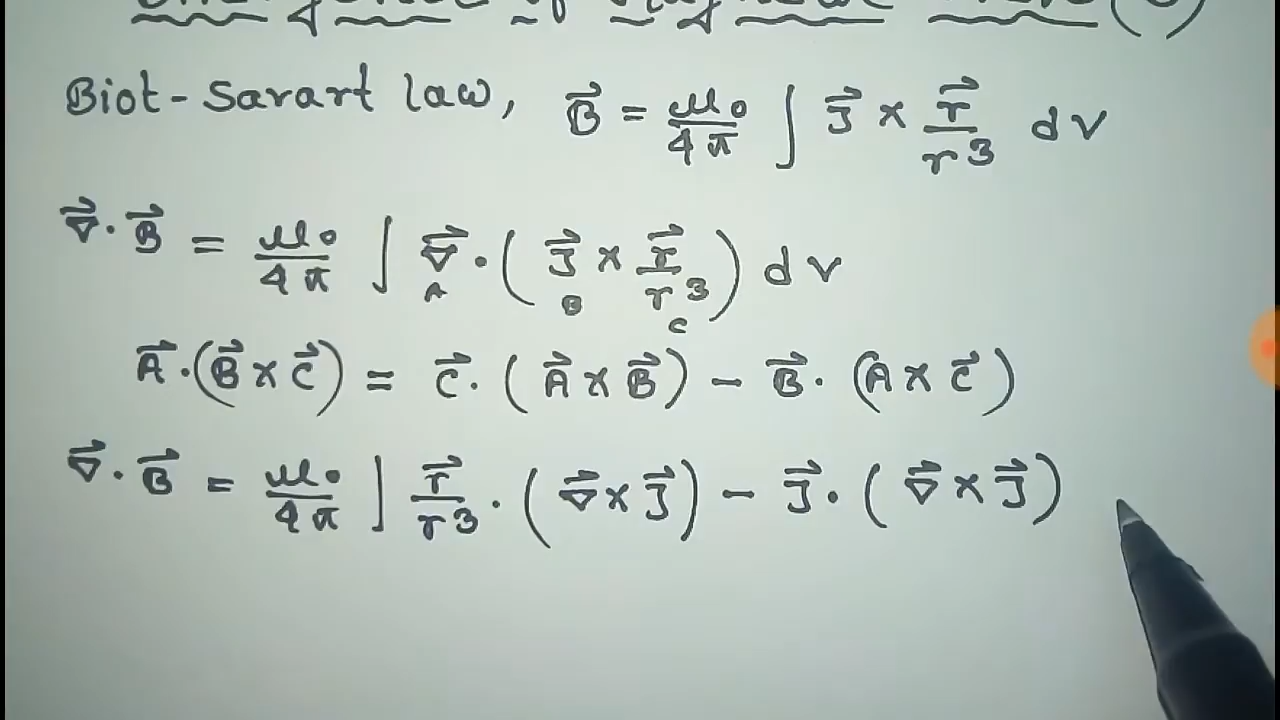 Biot-Savart law, B⃗ = μ₀/4π ∫ J⃗ × r⃗/r³ dv
∇⃗·B⃗ = μ₀/4π ∫ ∇⃗·(J⃗ × r⃗/r³) dv
A B C
A⃗·(B⃗×C⃗) = C⃗·(A⃗×B⃗) − B⃗·(A×C⃗)
∇⃗·B⃗ = μ₀/4π ∫ r⃗/r³·(∇⃗×J⃗) − J⃗·(∇⃗×J⃗)